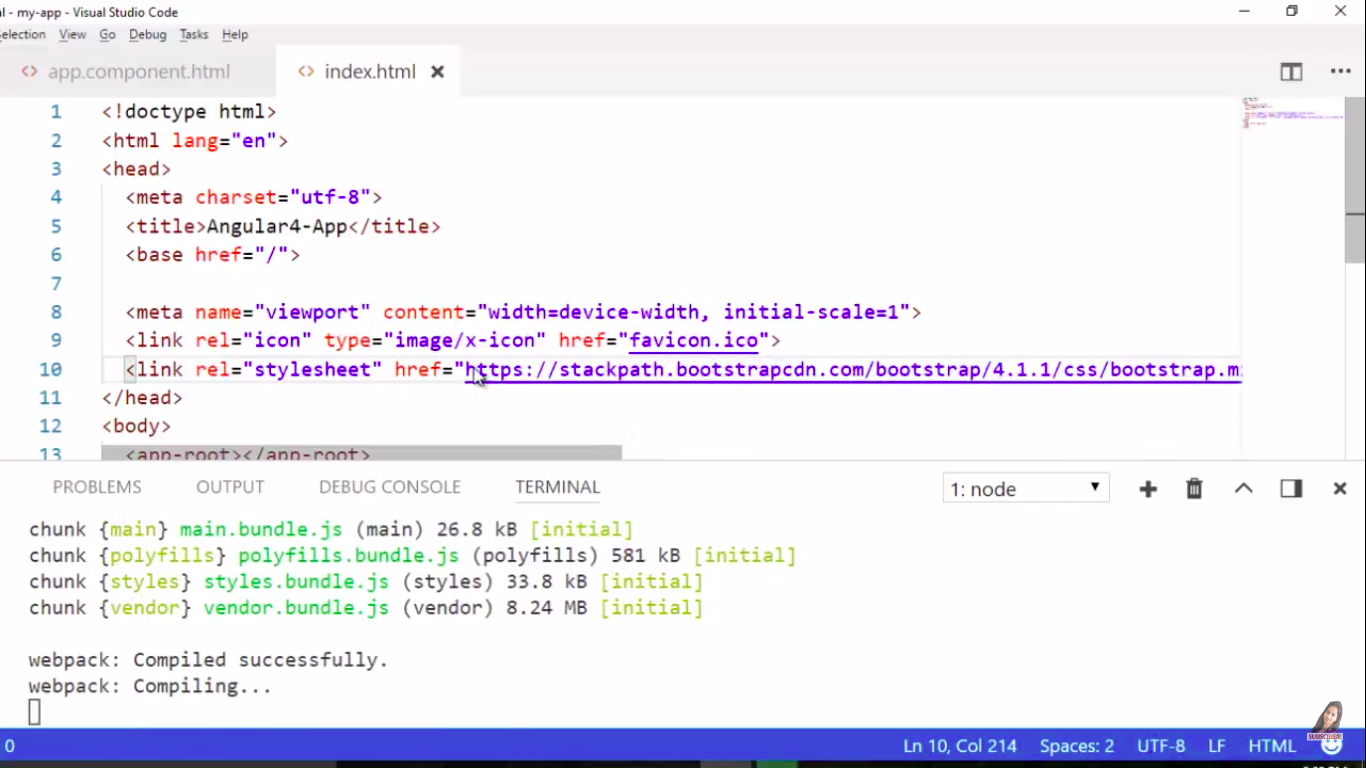 - my-app - Visual Studio Code
Selection View Go Debug Tasks Help
<> app.component.html <> index.html
1 <!doctype html>
2 <html lang="en">
3 <head>
4 <meta charset="utf-8">
5 <title>Angular4-App</title>
6 <base href="/">
7
8 <meta name="viewport" content="width=device-width, initial-scale=1">
9 <link rel="icon" type="image/x-icon" href="favicon.ico">
10 <link rel="stylesheet" href="https://stackpath.bootstrapcdn.com/bootstrap/4.1.1/css/bootstrap.m
11 </head>
12 <body>
13 <app-root></app-root>
PROBLEMS OUTPUT DEBUG CONSOLE TERMINAL 1: node
chunk {main} main.bundle.js (main) 26.8 kB [initial]
chunk {polyfills} polyfills.bundle.js (polyfills) 581 kB [initial]
chunk {styles} styles.bundle.js (styles) 33.8 kB [initial]
chunk {vendor} vendor.bundle.js (vendor) 8.24 MB [initial]
webpack: Compiled successfully.
webpack: Compiling...
SUBSCRIBE
0 Ln 10, Col 214 Spaces: 2 UTF-8 LF HTML